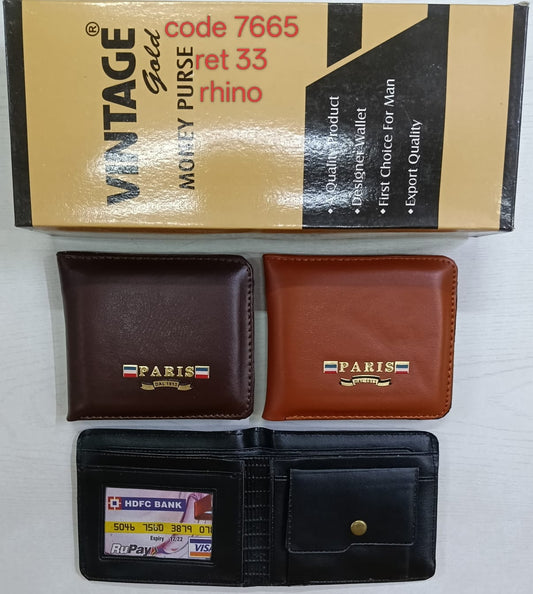 code 7665
ret 33
rhino
VINTAGE®
Gold
MONEY PURSE
• A Quality Product
• Designer Wallet
• First Choice For Man
• Export Quality
PARIS
PARIS
HDFC BANK
5046 7500 3879 078
Expiry 12/22
RuPay
VISA